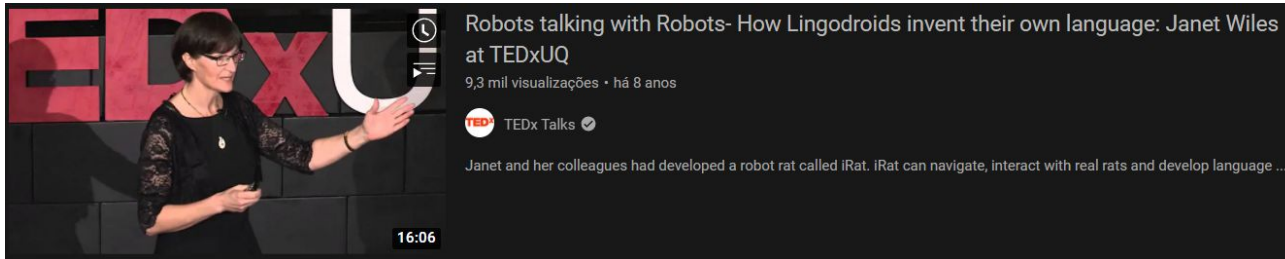 EDxU
16:06
Robots talking with Robots- How Lingodroids invent their own language: Janet Wiles
at TEDxUQ
9,3 mil visualizações • há 8 anos
TEDx
TEDx Talks
Janet and her colleagues had developed a robot rat called iRat. iRat can navigate, interact with real rats and develop language ...